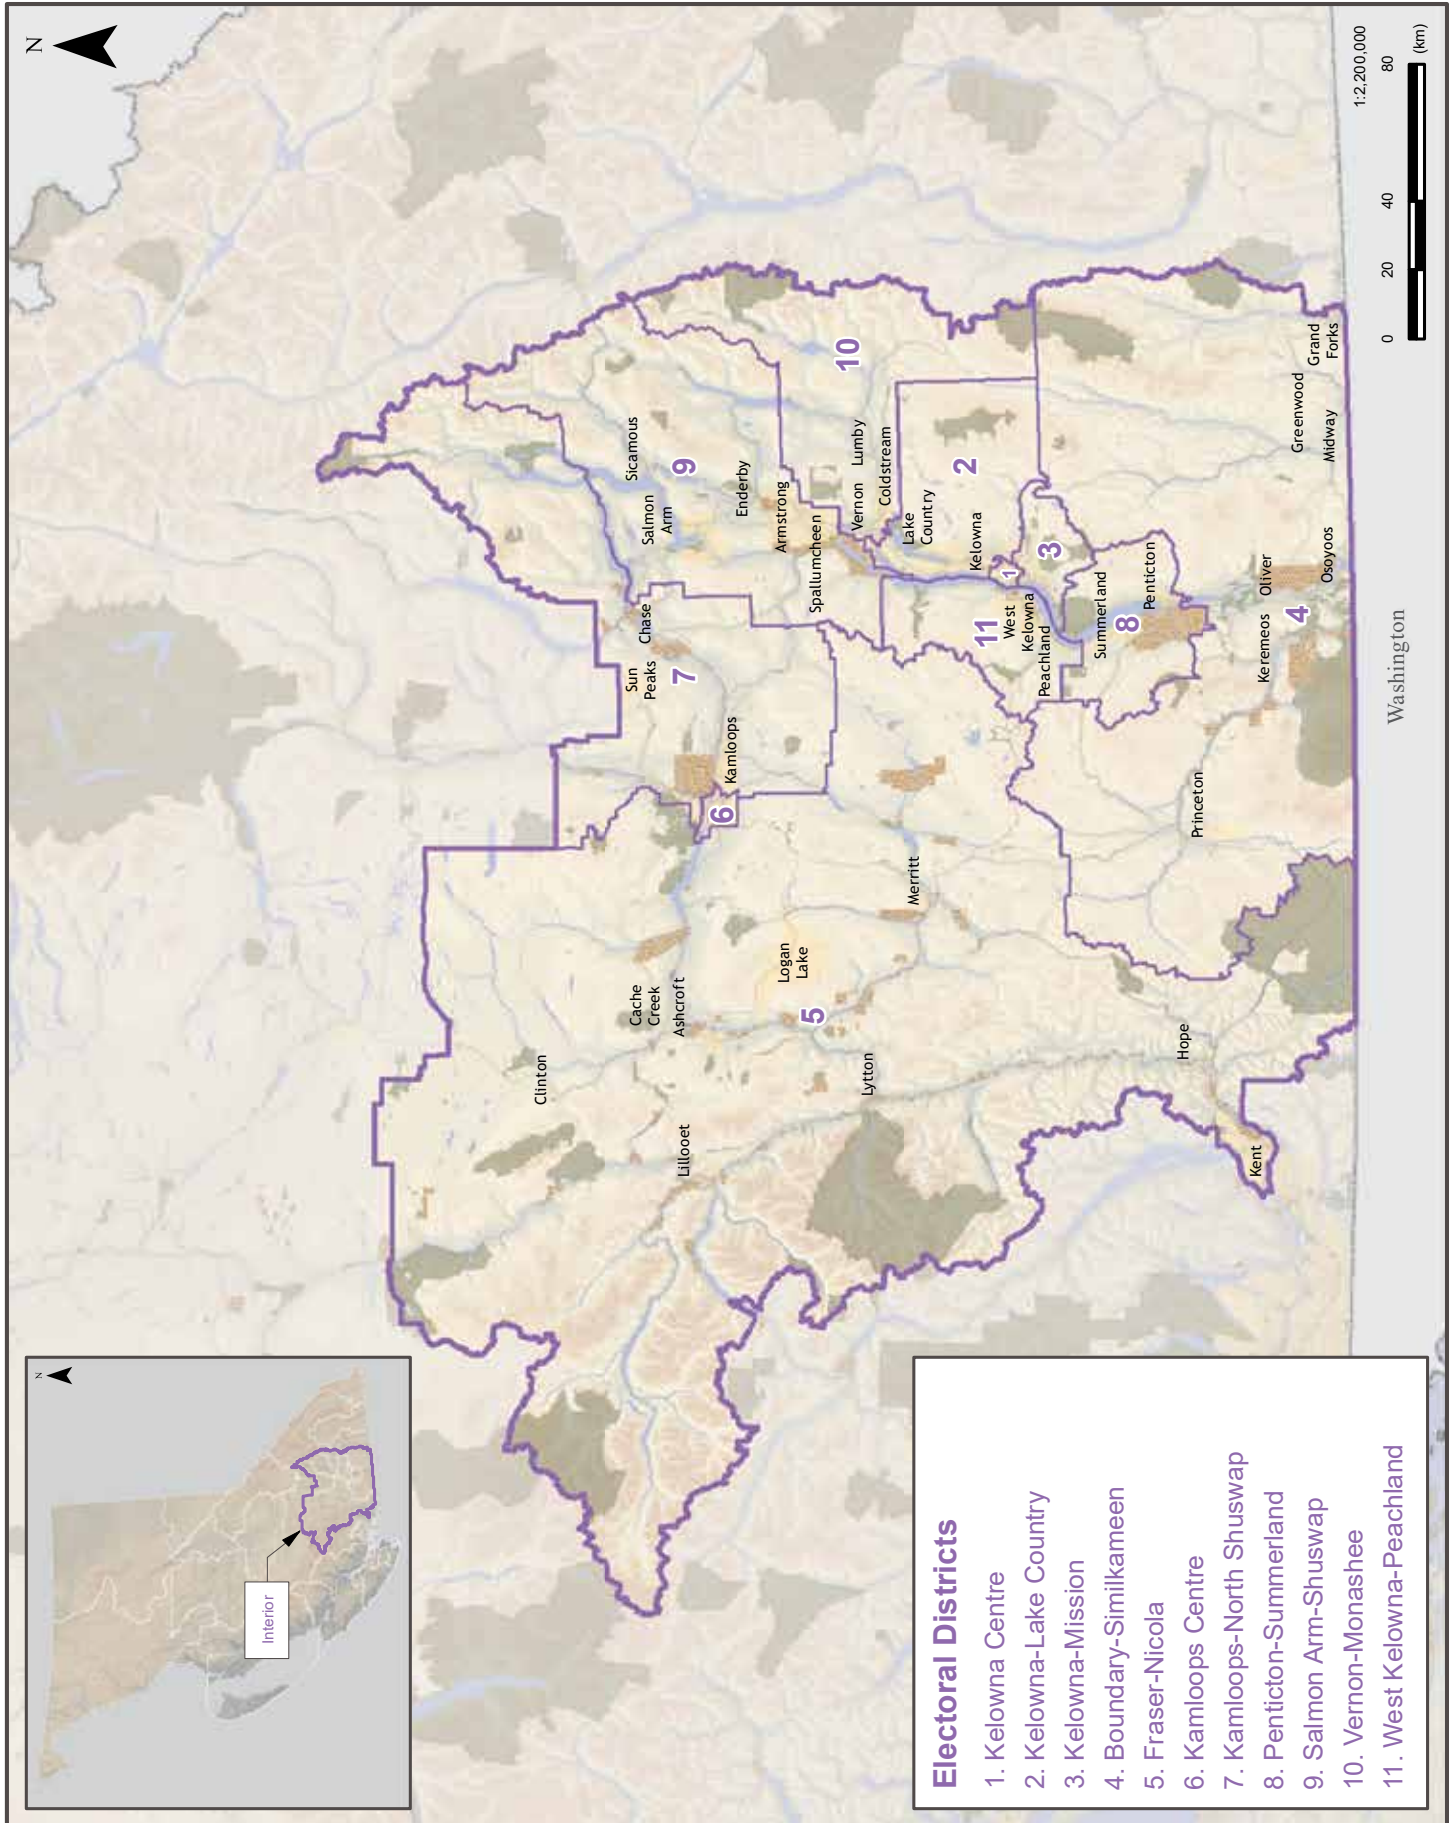 N
Interior
N
Clinton
Cache
Creek
Ashcroft
Lillooet
Logan
Lake
Lytton
Merritt
Hope
Kent
Princeton
Sun
Peaks
Chase
Kamloops
Salmon
Arm
Sicamous
Enderby
Armstrong
Spallumcheen
Vernon
Lumby
Coldstream
Lake
Country
Kelowna
West
Kelowna
Peachland
Summerland
Penticton
Keremeos
Oliver
Osoyoos
Greenwood
Midway
Grand
Forks
1
2
3
4
5
6
7
8
9
10
11
Washington
Electoral Districts
1. Kelowna Centre
2. Kelowna-Lake Country
3. Kelowna-Mission
4. Boundary-Similkameen
5. Fraser-Nicola
6. Kamloops Centre
7. Kamloops-North Shuswap
8. Penticton-Summerland
9. Salmon Arm-Shuswap
10. Vernon-Monashee
11. West Kelowna-Peachland
1:2,200,000
0 20 40 80
(km)